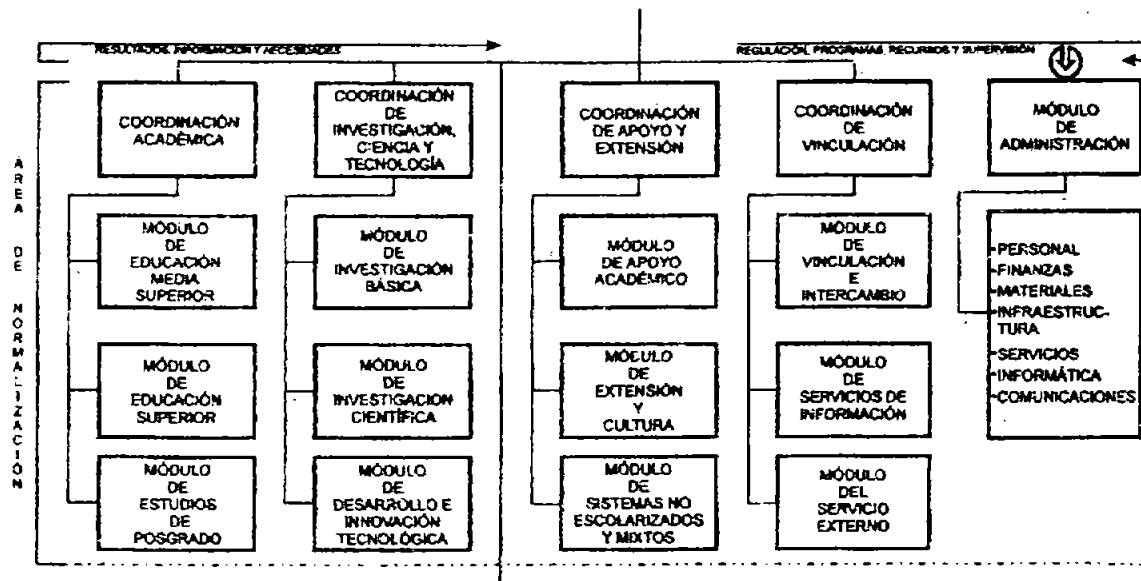 RESULTADOS, INFORMACIÓN Y NECESIDADES
REGULACIÓN, PROGRAMAS, RECURSOS Y SUPERVISIÓN
ÁREA DE NORMALIZACIÓN
COORDINACIÓN
ACADÉMICA
COORDINACIÓN
DE
INVESTIGACIÓN,
CIENCIA Y
TECNOLOGÍA
COORDINACIÓN
DE APOYO Y
EXTENSIÓN
COORDINACIÓN
DE
VINCULACIÓN
MÓDULO
DE
ADMINISTRACIÓN
MÓDULO
DE
EDUCACIÓN
MEDIA
SUPERIOR
MÓDULO
DE
INVESTIGACIÓN
BÁSICA
MÓDULO
DE APOYO
ACADÉMICO
MÓDULO
DE
VINCULACIÓN
E
INTERCAMBIO
-PERSONAL
-FINANZAS
-MATERIALES
-INFRAESTRUC-
TURA
-SERVICIOS
-INFORMÁTICA
-COMUNICACIONES
MÓDULO
DE
EDUCACIÓN
SUPERIOR
MÓDULO
DE
INVESTIGACIÓN
CIENTÍFICA
MÓDULO
DE
EXTENSIÓN
Y
CULTURA
MÓDULO
DE
SERVICIOS DE
INFORMACIÓN
MÓDULO
DE
ESTUDIOS
DE
POSGRADO
MÓDULO
DE
DESARROLLO E
INNOVACIÓN
TECNOLÓGICA
MÓDULO
DE
SISTEMAS NO
ESCOLARIZADOS
Y MIXTOS
MÓDULO
DEL
SERVICIO
EXTERNO